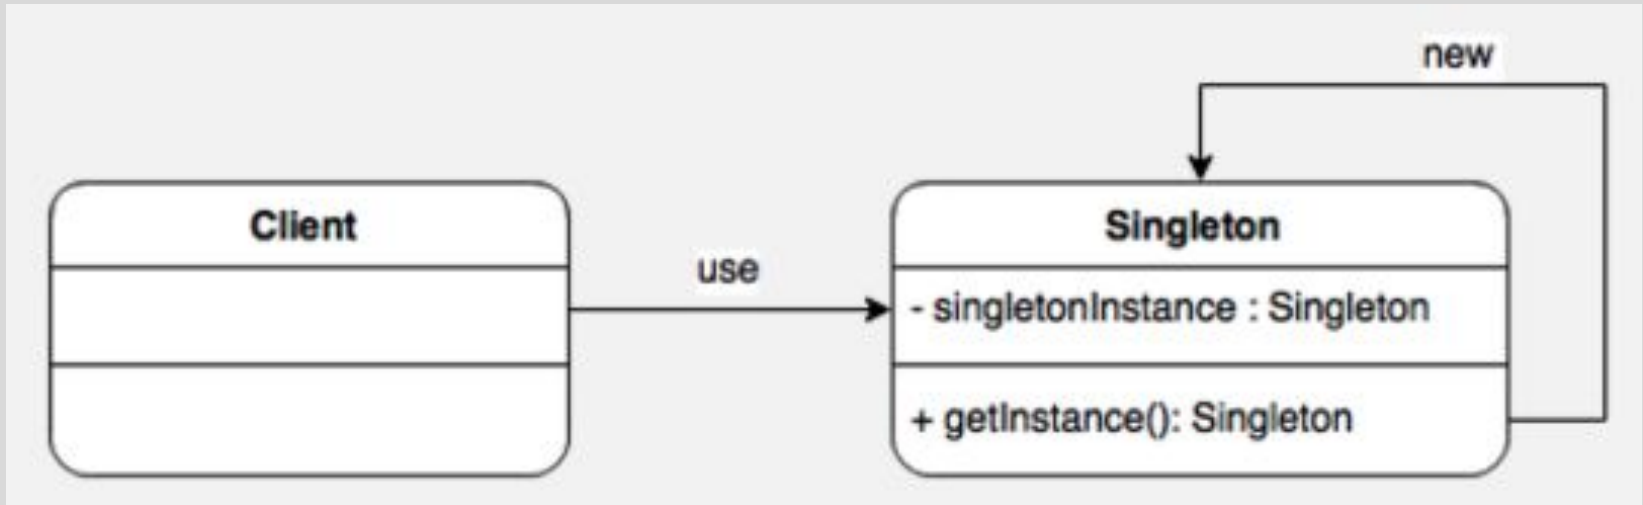 new
Client
Singleton
use
- singletonInstance : Singleton
+ getInstance(): Singleton